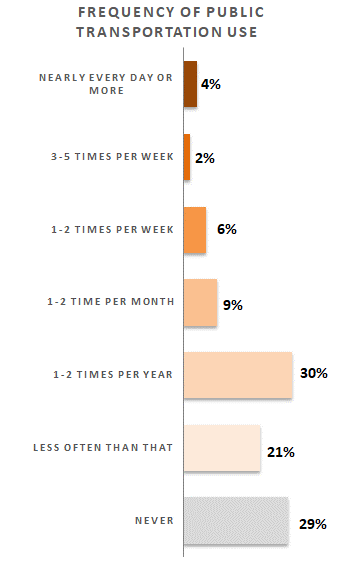 FREQUENCY OF PUBLIC
TRANSPORTATION USE
NEARLY EVERY DAY OR
MORE
4%
3-5 TIMES PER WEEK
2%
1-2 TIMES PER WEEK
6%
1-2 TIME PER MONTH
9%
1-2 TIMES PER YEAR
30%
LESS OFTEN THAN THAT
21%
NEVER
29%